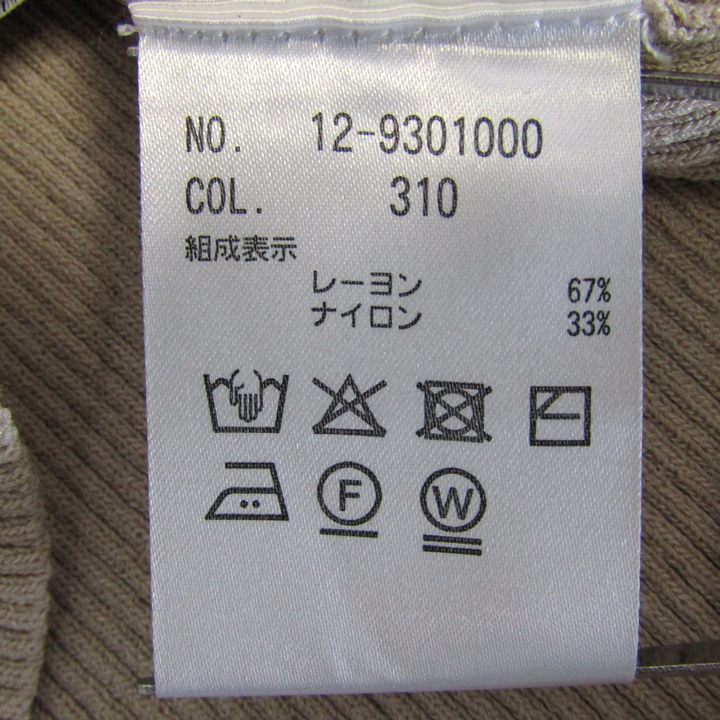 NO. 12-9301000
COL. 310
組成表示
レーヨン 67%
ナイロン 33%
F
W